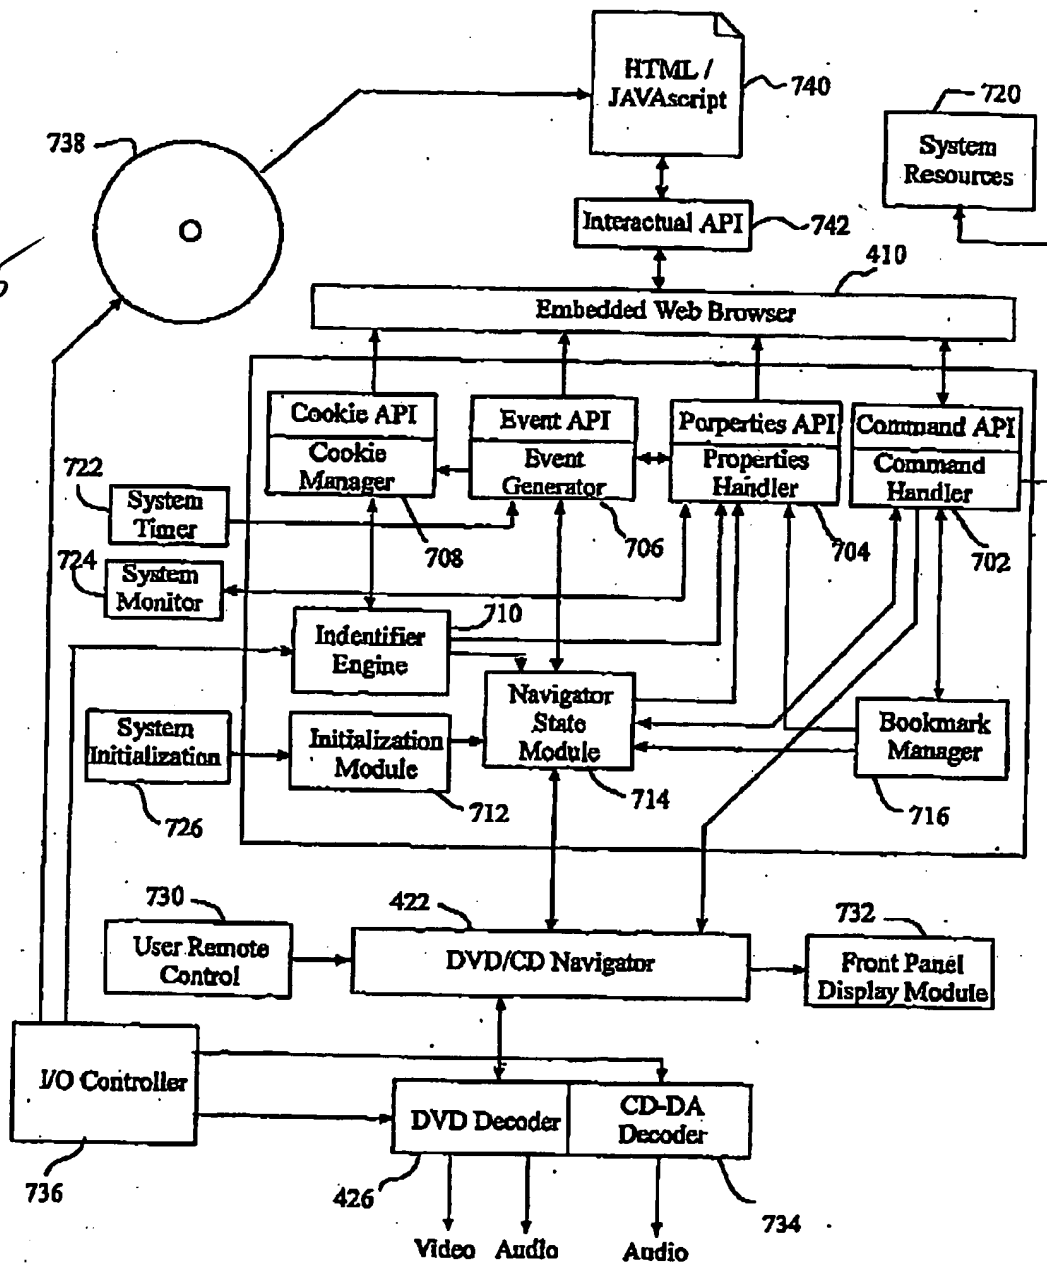 HTML /
JAVAscript
740
720
System
Resources
738
Interactual API
742
410
Embedded Web Browser
Cookie API
Cookie
Manager
Event API
Event
Generator
Porperties API
Properties
Handler
Command API
Command
Handler
722
System
Timer
708
706
704
702
724
System
Monitor
710
Indentifier
Engine
Navigator
State
Module
System
Initialization
Initialization
Module
Bookmark
Manager
726
712
714
716
730
422
732
User Remote
Control
DVD/CD Navigator
Front Panel
Display Module
I/O Controller
DVD Decoder
CD-DA
Decoder
736
426
734
Video
Audio
Audio